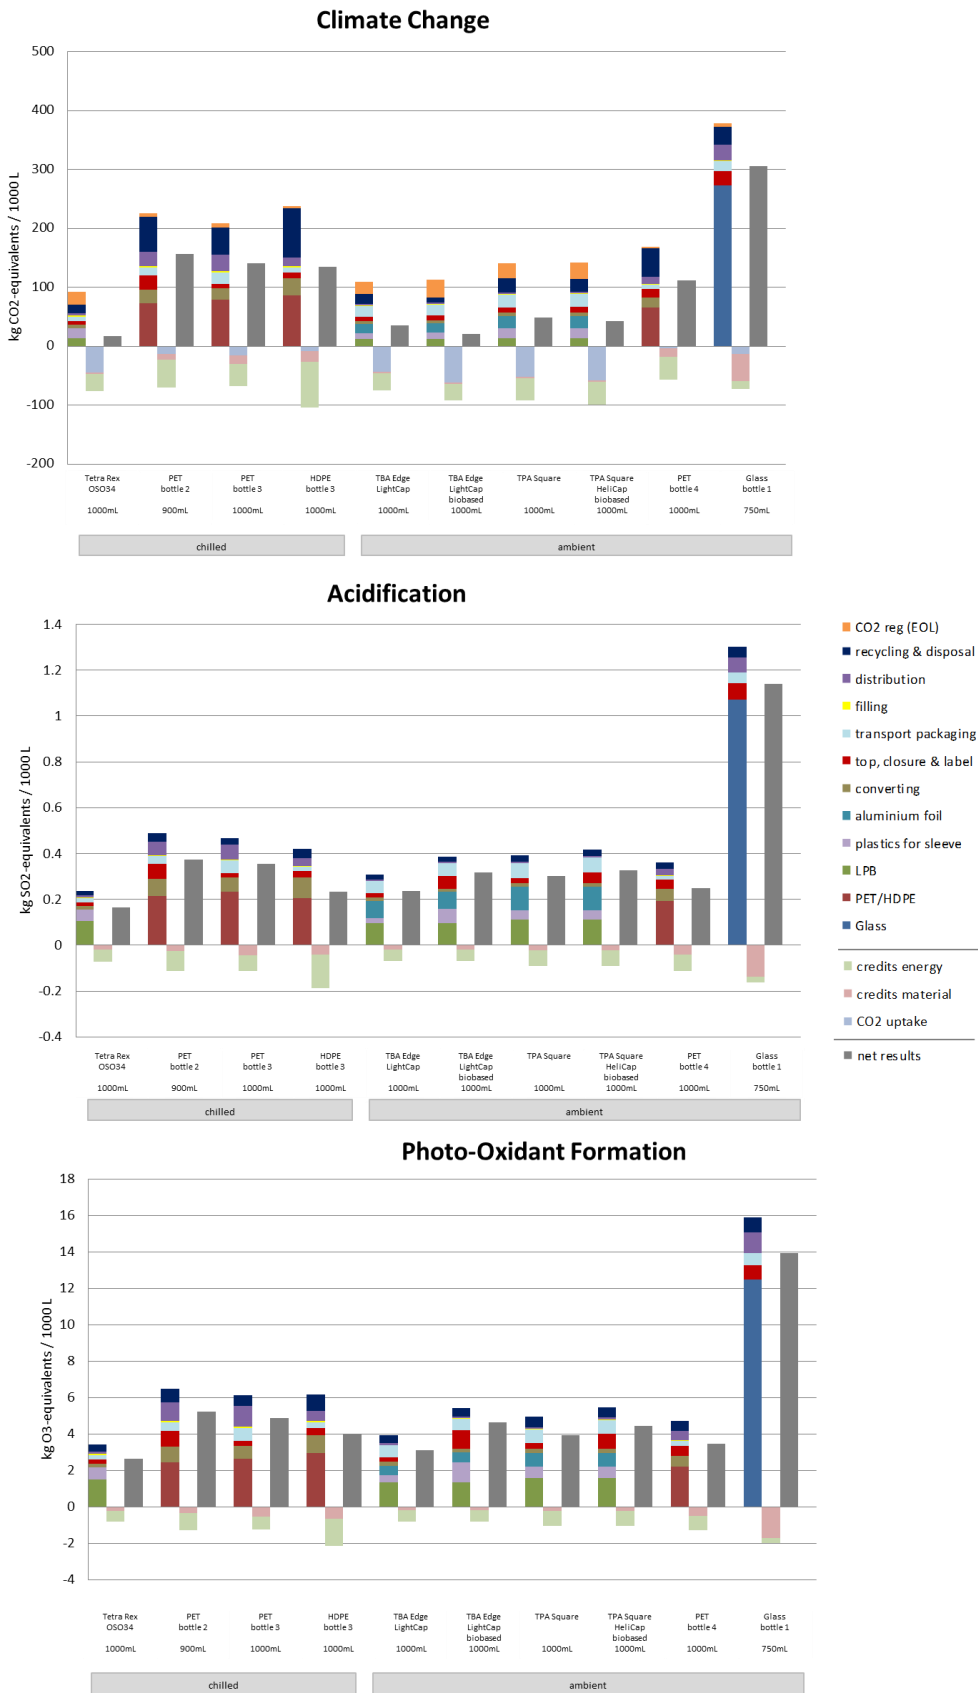 Climate Change
kg CO2-equivalents / 1000 L
500
400
300
200
100
0
-100
-200
Tetra Rex OSO34 1000mL
PET bottle 2 900mL
PET bottle 3 1000mL
HDPE bottle 3 1000mL
TBA Edge LightCap 1000mL
TBA Edge LightCap biobased 1000mL
TPA Square 1000mL
TPA Square HeliCap biobased 1000mL
PET bottle 4 1000mL
Glass bottle 1 750mL
chilled
ambient
Acidification
kg SO2-equivalents / 1000 L
1.4
1.2
1
0.8
0.6
0.4
0.2
0
-0.2
-0.4
Tetra Rex OSO34 1000mL
PET bottle 2 900mL
PET bottle 3 1000mL
HDPE bottle 3 1000mL
TBA Edge LightCap 1000mL
TBA Edge LightCap biobased 1000mL
TPA Square 1000mL
TPA Square HeliCap biobased 1000mL
PET bottle 4 1000mL
Glass bottle 1 750mL
chilled
ambient
CO2 reg (EOL)
recycling & disposal
distribution
filling
transport packaging
top, closure & label
converting
aluminium foil
plastics for sleeve
LPB
PET/HDPE
Glass
credits energy
credits material
CO2 uptake
net results
Photo-Oxidant Formation
kg O3-equivalents / 1000 L
18
16
14
12
10
8
6
4
2
0
-2
-4
Tetra Rex OSO34 1000mL
PET bottle 2 900mL
PET bottle 3 1000mL
HDPE bottle 3 1000mL
TBA Edge LightCap 1000mL
TBA Edge LightCap biobased 1000mL
TPA Square 1000mL
TPA Square HeliCap biobased 1000mL
PET bottle 4 1000mL
Glass bottle 1 750mL
chilled
ambient